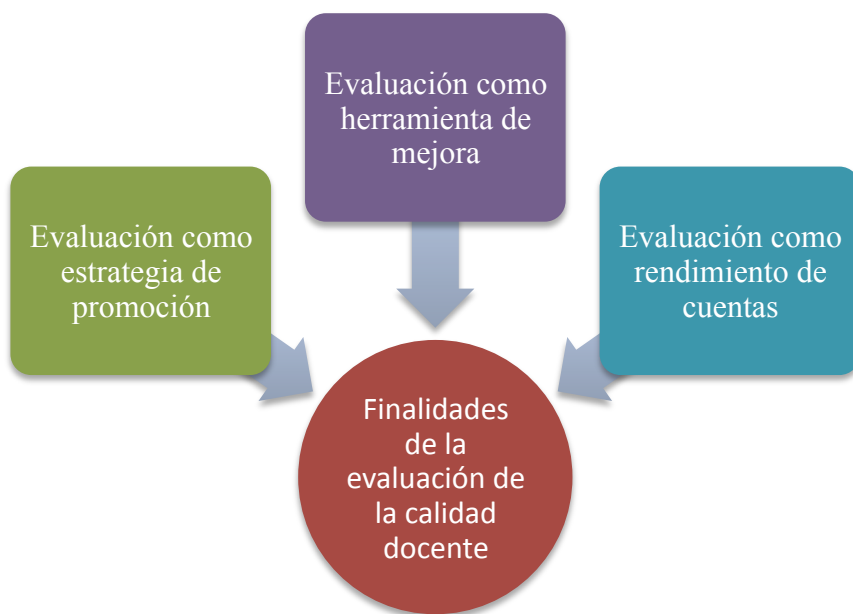 Evaluación como
herramienta de
mejora
Evaluación como
estrategia de
promoción
Evaluación como
rendimiento de
cuentas
Finalidades
de la
evaluación de
la calidad
docente